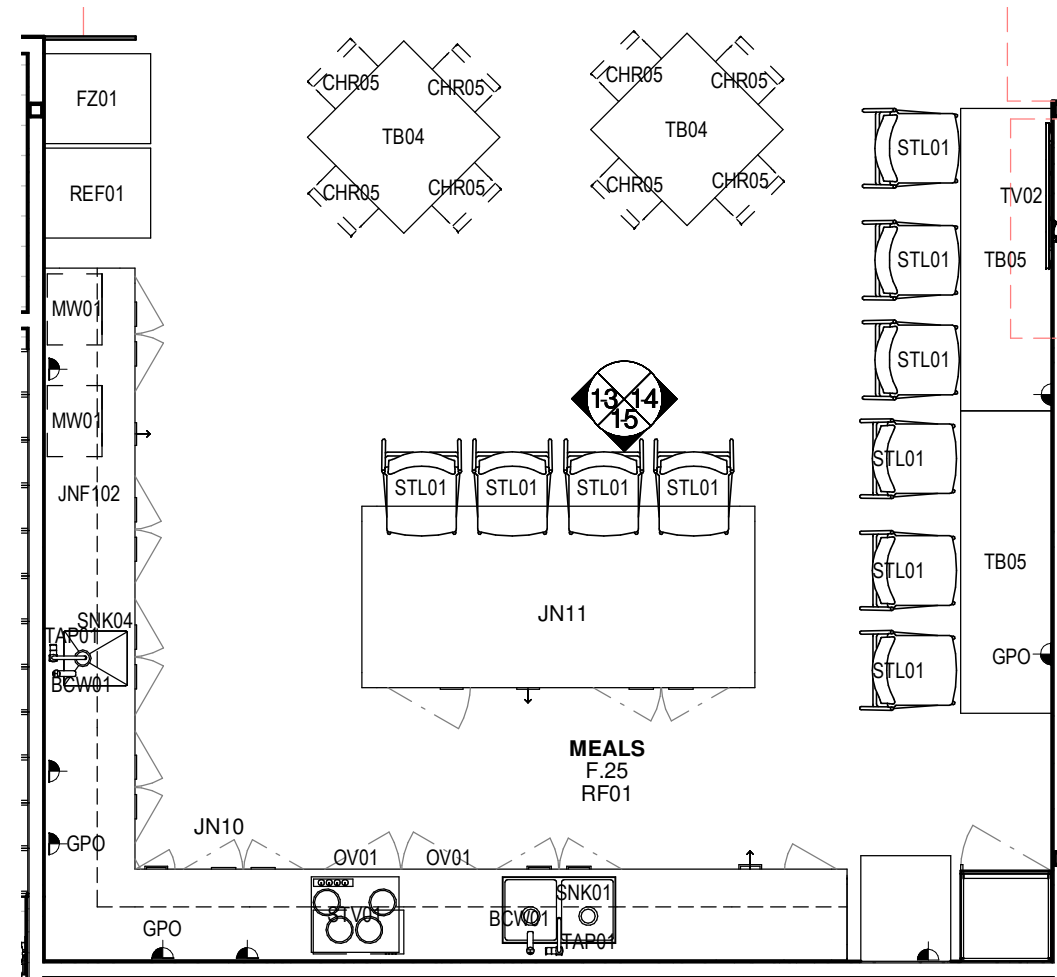 CHR05 CHR05 CHR05 CHR05
FZ01
TB04 TB04
STL01
REF01
CHR05 CHR05 CHR05 CHR05
TV02
STL01 TB05
MW01
STL01
13 14
15
MW01
STL01
JNF102 STL01 STL01 STL01 STL01
TB05
STL01
JN11
SNK04
TAP01
GPO
STL01
BCW01
MEALS
F.25
RF01
JN10
GPO
OV01 OV01
SNK01
STV01 BCW01
GPO
TAP01